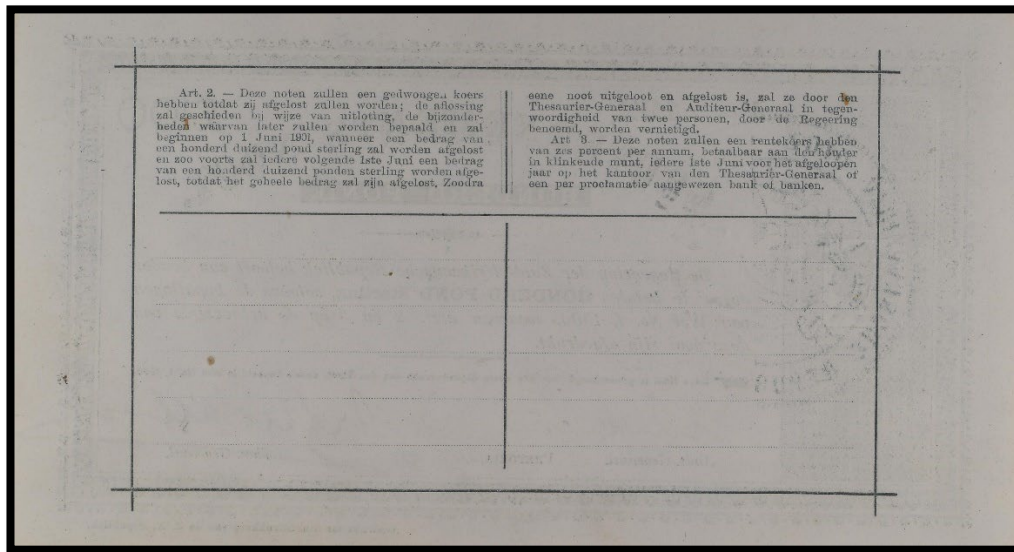 Art. 2. — Deze noten zullen een gedwongen koers
hebben totdat zij afgelost zullen worden; de aflossing
zal geschieden bij wijze van uitloting, de bijzonder-
heden waarvan later zullen worden bepaald en zal
beginnen op 1 Juni 1901, wanneer een bedrag van
een honderd duizend pond sterling zal worden afgelost
en zoo voorts zal iedere volgende 1ste Juni een bedrag
van een honderd duizend ponden sterling worden afge-
lost, totdat het geheele bedrag zal zijn afgelost, Zoodra
eene noot uitgeloot en afgelost is, zal ze door den
Thesaurier-Generaal en Auditeur-Generaal in tegen-
woordigheid van twee personen, door de Regeering
benoemd, worden vernietigd.
Art 3. — Deze noten zullen een rentekoers hebben
van zes percent per annum, betaalbaar aan den houder
in klinkende munt, iedere 1ste Juni voor het afgeloopen
jaar op het kantoor van den Thesaurier-Generaal of
een per proclamatie aangewezen bank of banken.